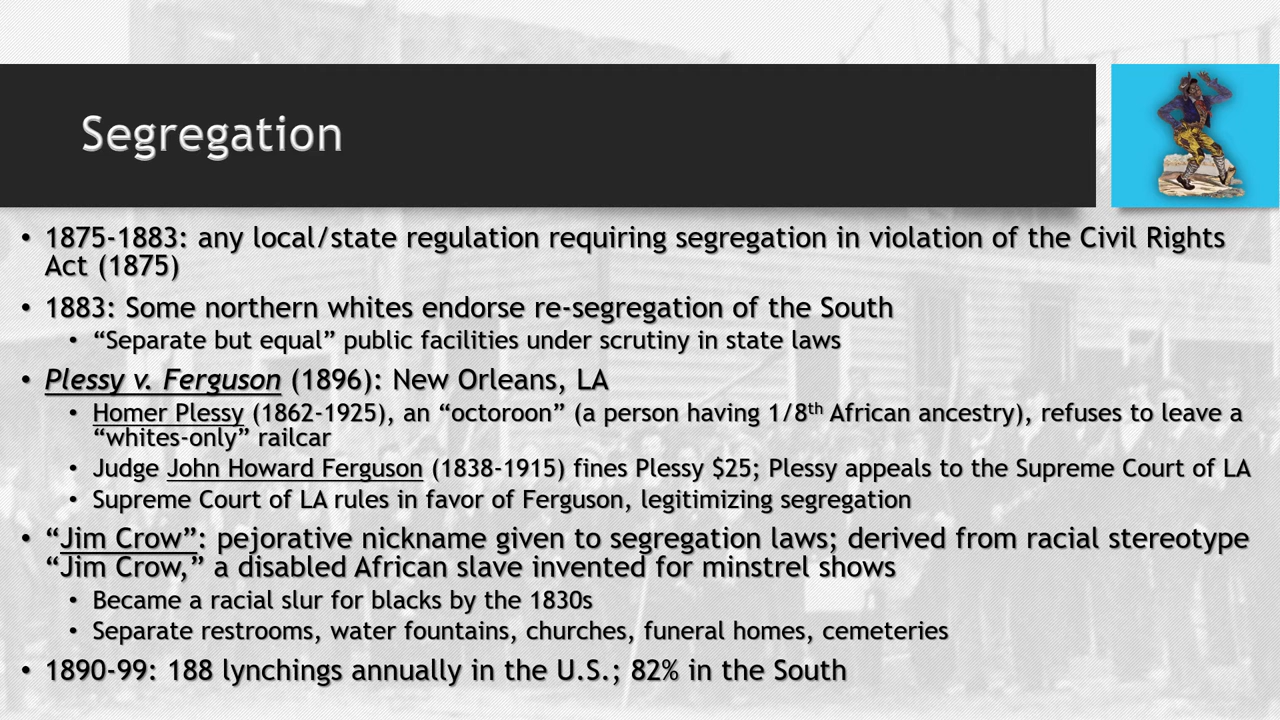 Segregation
• 1875-1883: any local/state regulation requiring segregation in violation of the Civil Rights
Act (1875)
• 1883: Some northern whites endorse re-segregation of the South
• “Separate but equal” public facilities under scrutiny in state laws
• Plessy v. Ferguson (1896): New Orleans, LA
• Homer Plessy (1862-1925), an “octoroon” (a person having 1/8th African ancestry), refuses to leave a
“whites-only” railcar
• Judge John Howard Ferguson (1838-1915) fines Plessy $25; Plessy appeals to the Supreme Court of LA
• Supreme Court of LA rules in favor of Ferguson, legitimizing segregation
• “Jim Crow”: pejorative nickname given to segregation laws; derived from racial stereotype
“Jim Crow,” a disabled African slave invented for minstrel shows
• Became a racial slur for blacks by the 1830s
• Separate restrooms, water fountains, churches, funeral homes, cemeteries
• 1890-99: 188 lynchings annually in the U.S.; 82% in the South